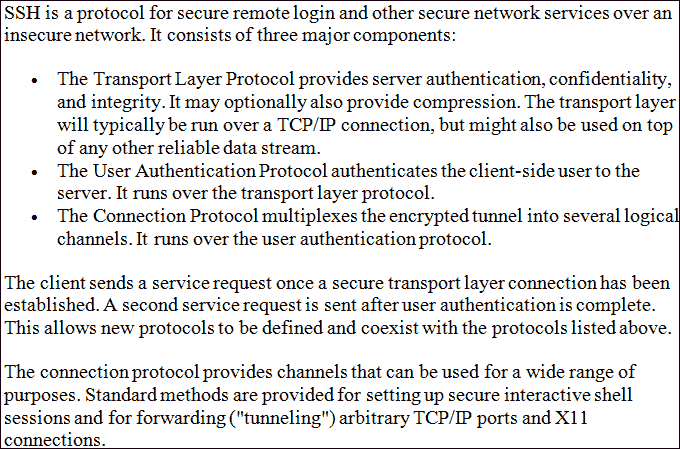 SSH is a protocol for secure remote login and other secure network services over an
insecure network. It consists of three major components:
• The Transport Layer Protocol provides server authentication, confidentiality,
and integrity. It may optionally also provide compression. The transport layer
will typically be run over a TCP/IP connection, but might also be used on top
of any other reliable data stream.
• The User Authentication Protocol authenticates the client-side user to the
server. It runs over the transport layer protocol.
• The Connection Protocol multiplexes the encrypted tunnel into several logical
channels. It runs over the user authentication protocol.
The client sends a service request once a secure transport layer connection has been
established. A second service request is sent after user authentication is complete.
This allows new protocols to be defined and coexist with the protocols listed above.
The connection protocol provides channels that can be used for a wide range of
purposes. Standard methods are provided for setting up secure interactive shell
sessions and for forwarding ("tunneling") arbitrary TCP/IP ports and X11
connections.